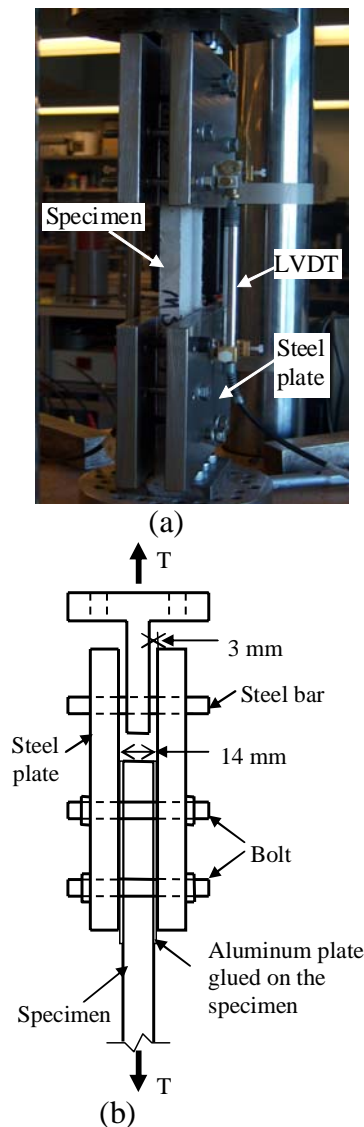 Specimen
LVDT
Steel
plate
(a)
T
3 mm
Steel bar
Steel
plate
14 mm
Bolt
Aluminum plate
glued on the
specimen
Specimen
T
(b)